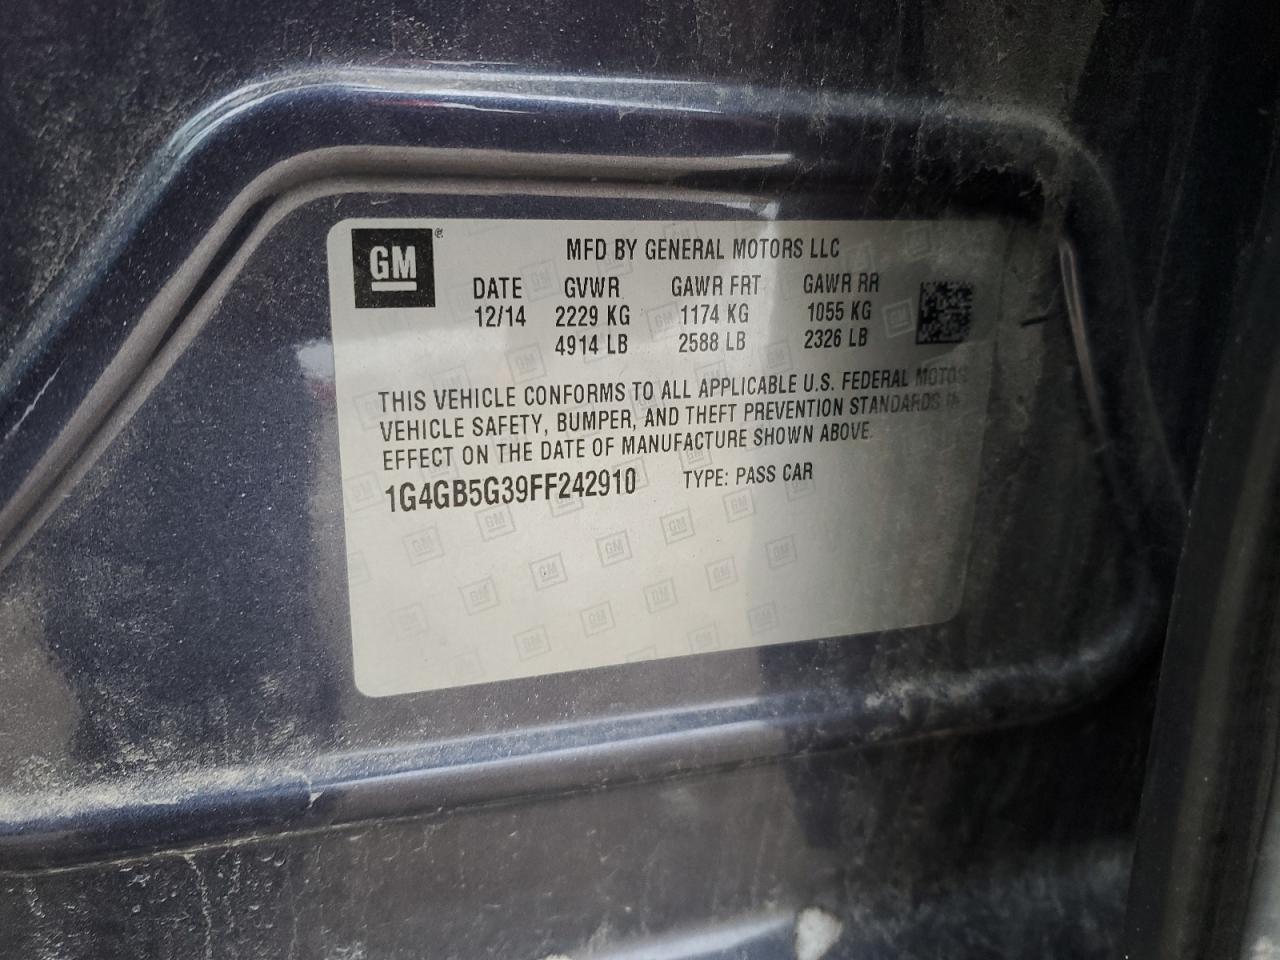 GM ®
MFD BY GENERAL MOTORS LLC
DATE GVWR GAWR FRT GAWR RR
12/14 2229 KG 1174 KG 1055 KG
4914 LB 2588 LB 2326 LB
THIS VEHICLE CONFORMS TO ALL APPLICABLE U.S. FEDERAL MOTOR
VEHICLE SAFETY, BUMPER, AND THEFT PREVENTION STANDARDS IN
EFFECT ON THE DATE OF MANUFACTURE SHOWN ABOVE.
1G4GB5G39FF242910 TYPE: PASS CAR